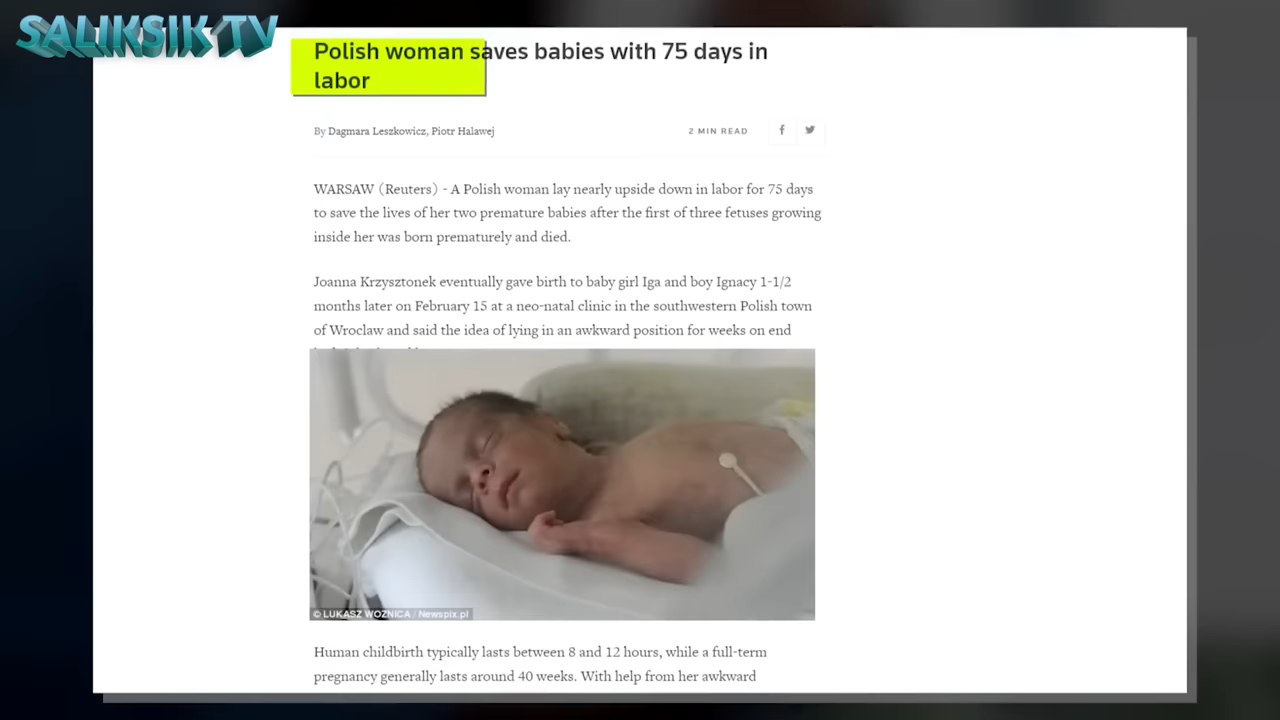 SALIKSIK TV
Polish woman saves babies with 75 days in
labor
By Dagmara Leszkowicz, Piotr Halawej
2 MIN READ
WARSAW (Reuters) - A Polish woman lay nearly upside down in labor for 75 days
to save the lives of her two premature babies after the first of three fetuses growing
inside her was born prematurely and died.
Joanna Krzysztonek eventually gave birth to baby girl Iga and boy Ignacy 1-1/2
months later on February 15 at a neo-natal clinic in the southwestern Polish town
of Wroclaw and said the idea of lying in an awkward position for weeks on end
© LUKASZ WOZNICA / Newspix.pl
Human childbirth typically lasts between 8 and 12 hours, while a full-term
pregnancy generally lasts around 40 weeks. With help from her awkward